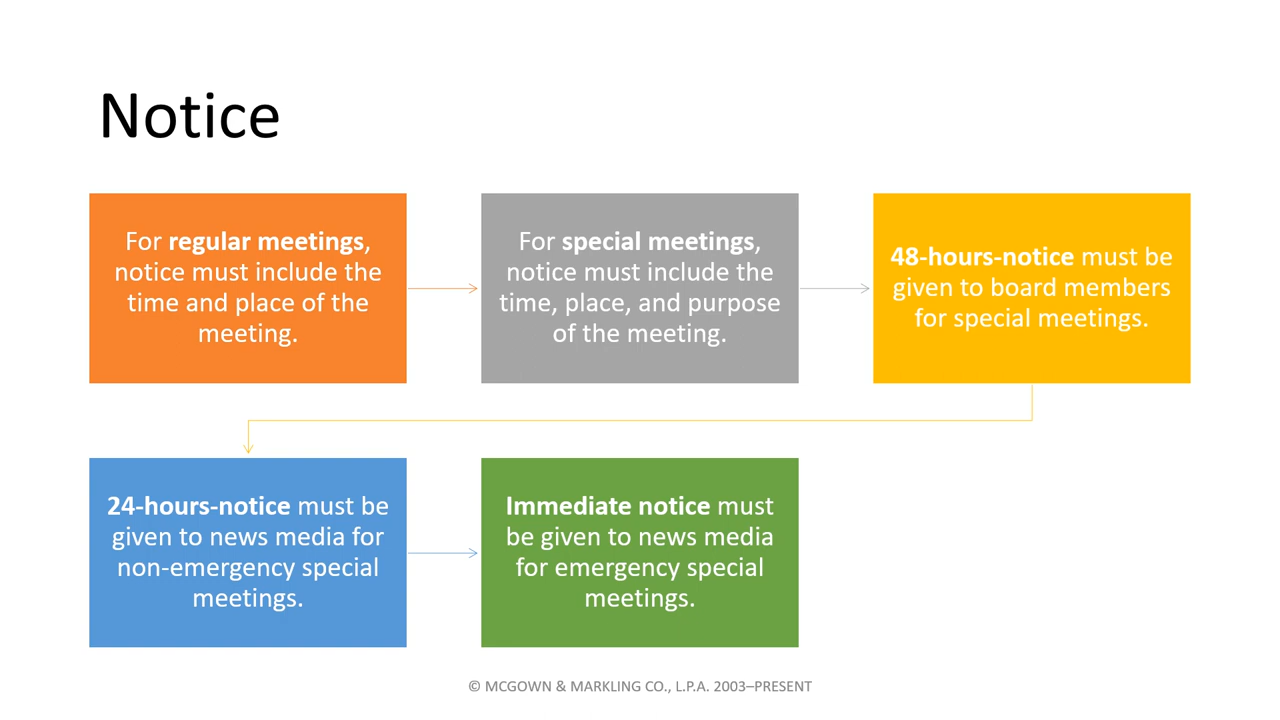 Notice
For regular meetings,
notice must include the
time and place of the
meeting.
For special meetings,
notice must include the
time, place, and purpose
of the meeting.
48-hours-notice must be
given to board members
for special meetings.
24-hours-notice must be
given to news media for
non-emergency special
meetings.
Immediate notice must
be given to news media
for emergency special
meetings.
© MCGOWN & MARKLING CO., L.P.A. 2003–PRESENT